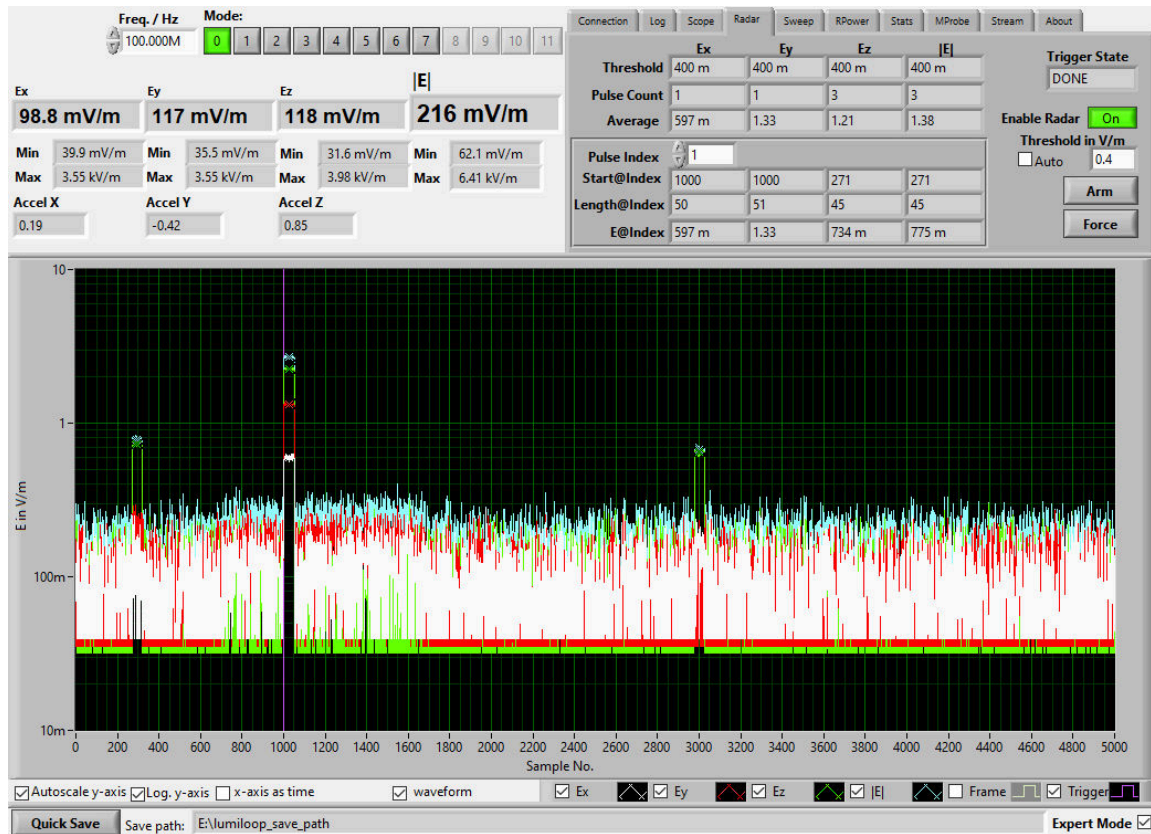 Freq. / Hz Mode:
100.000M 0 1 2 3 4 5 6 7 8 9 10 11
Ex Ey Ez |E|
98.8 mV/m 117 mV/m 118 mV/m 216 mV/m
Min 39.9 mV/m Min 35.5 mV/m Min 31.6 mV/m Min 62.1 mV/m
Max 3.55 kV/m Max 3.55 kV/m Max 3.98 kV/m Max 6.41 kV/m
Accel X Accel Y Accel Z
0.19 -0.42 0.85
Connection Log Scope Radar Sweep RPower Stats MProbe Stream About
Ex Ey Ez |E|
Threshold 400 m 400 m 400 m 400 m
Pulse Count 1 1 3 3
Average 597 m 1.33 1.21 1.38
Pulse Index 1
Start@Index 1000 1000 271 271
Length@Index 50 51 45 45
E@Index 597 m 1.33 734 m 775 m
Trigger State
DONE
Enable Radar On
Threshold in V/m
Auto 0.4
Arm
Force
E in V/m
10
1
100m
10m
0 200 400 600 800 1000 1200 1400 1600 1800 2000 2200 2400 2600 2800 3000 3200 3400 3600 3800 4000 4200 4400 4600 4800 5000
Sample No.
Autoscale y-axis Log. y-axis x-axis as time waveform Ex Ey Ez |E| Frame Trigger
Quick Save Save path: E:\lumiloop_save_path Expert Mode